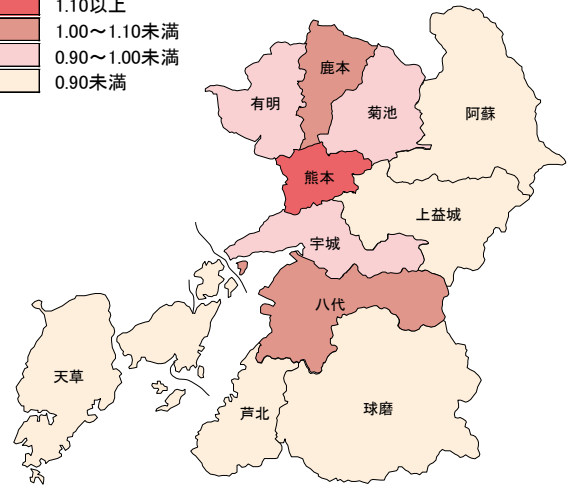 1.10以上
1.00～1.10未満
0.90～1.00未満
0.90未満
鹿本
有明
菊池
阿蘇
熊本
上益城
宇城
八代
天草
芦北
球磨